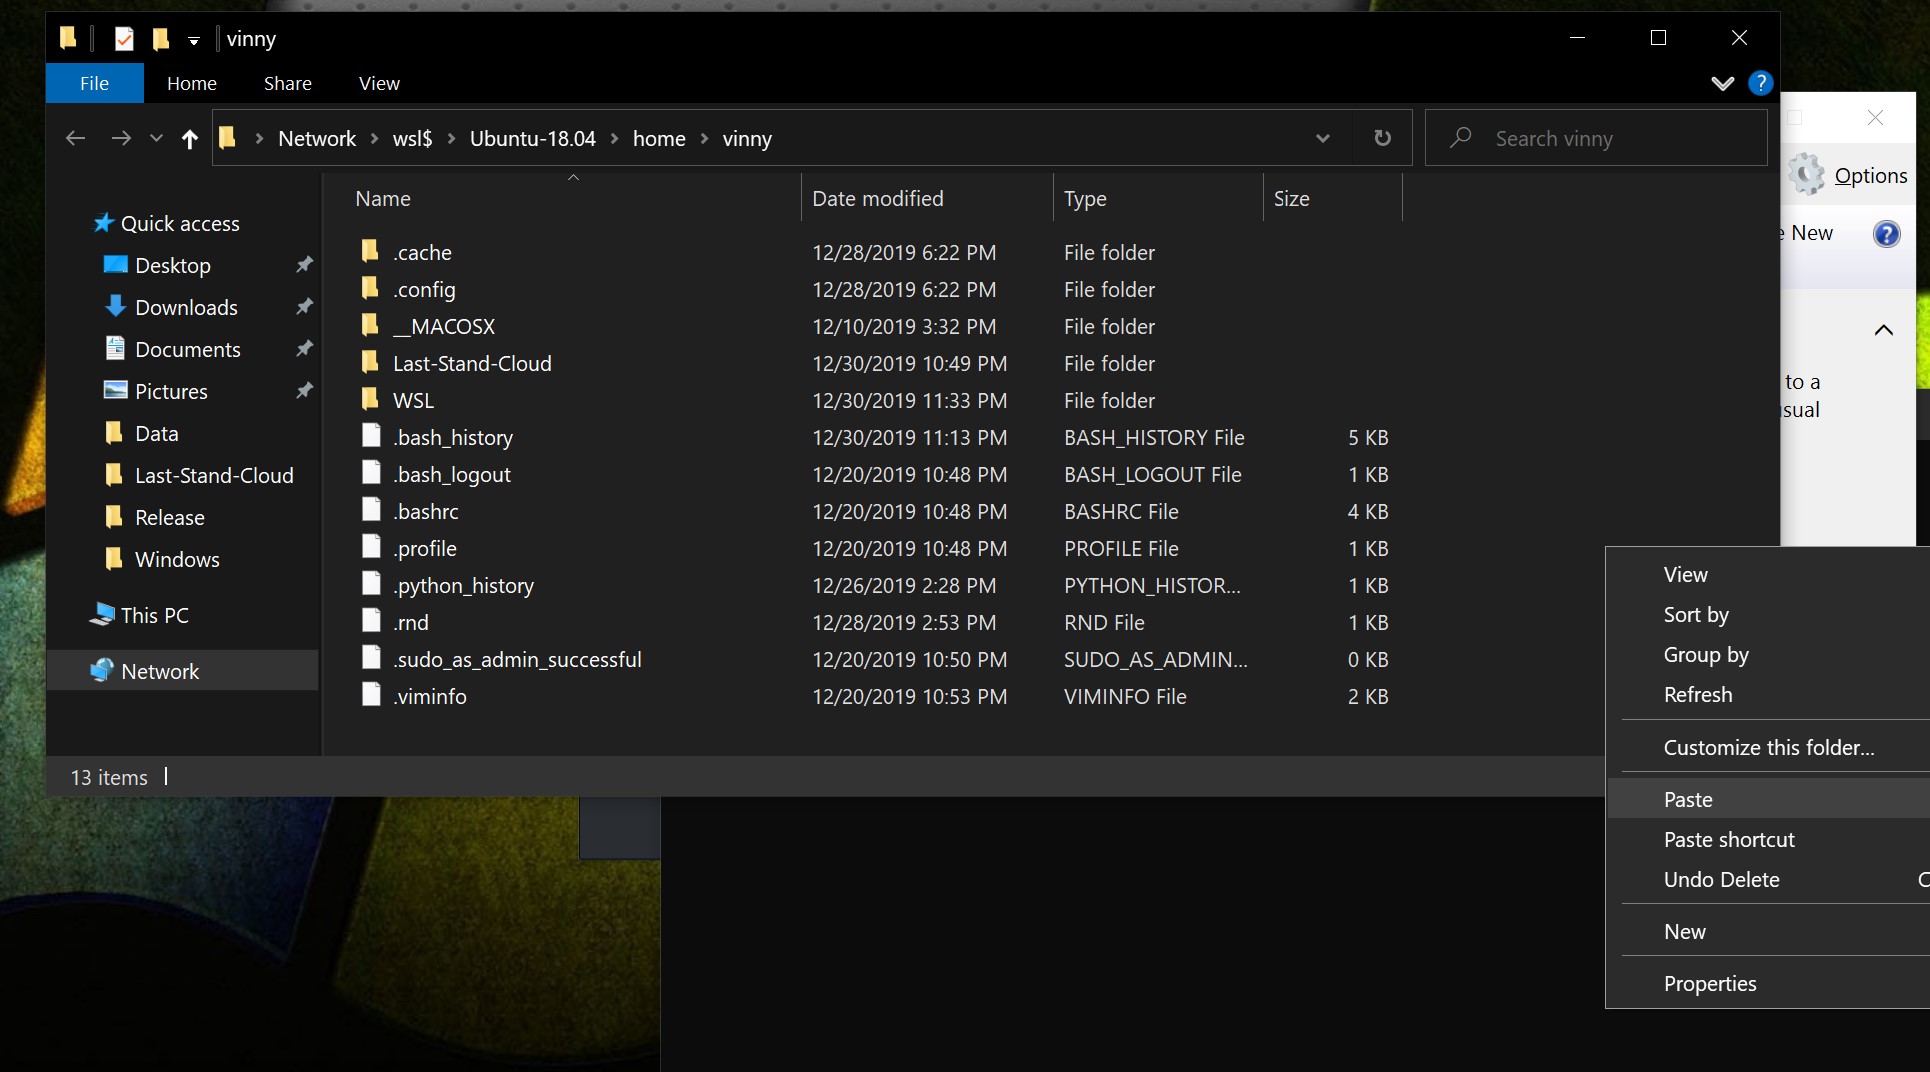 vinny
File Home Share View
Network wsl$ Ubuntu-18.04 home vinny
Search vinny
Options
New
to a
Name Date modified Type Size
Quick access
Desktop
Downloads
Documents
Pictures
Data
Last-Stand-Cloud
Release
Windows
This PC
Network
.cache 12/28/2019 6:22 PM File folder
.config 12/28/2019 6:22 PM File folder
__MACOSX 12/10/2019 3:32 PM File folder
Last-Stand-Cloud 12/30/2019 10:49 PM File folder
WSL 12/30/2019 11:33 PM File folder
.bash_history 12/30/2019 11:13 PM BASH_HISTORY File 5 KB
.bash_logout 12/20/2019 10:48 PM BASH_LOGOUT File 1 KB
.bashrc 12/20/2019 10:48 PM BASHRC File 4 KB
.profile 12/20/2019 10:48 PM PROFILE File 1 KB
.python_history 12/26/2019 2:28 PM PYTHON_HISTOR... 1 KB
.rnd 12/28/2019 2:53 PM RND File 1 KB
.sudo_as_admin_successful 12/20/2019 10:50 PM SUDO_AS_ADMIN... 0 KB
.viminfo 12/20/2019 10:53 PM VIMINFO File 2 KB
13 items
View
Sort by
Group by
Refresh
Customize this folder...
Paste
Paste shortcut
Undo Delete
New
Properties